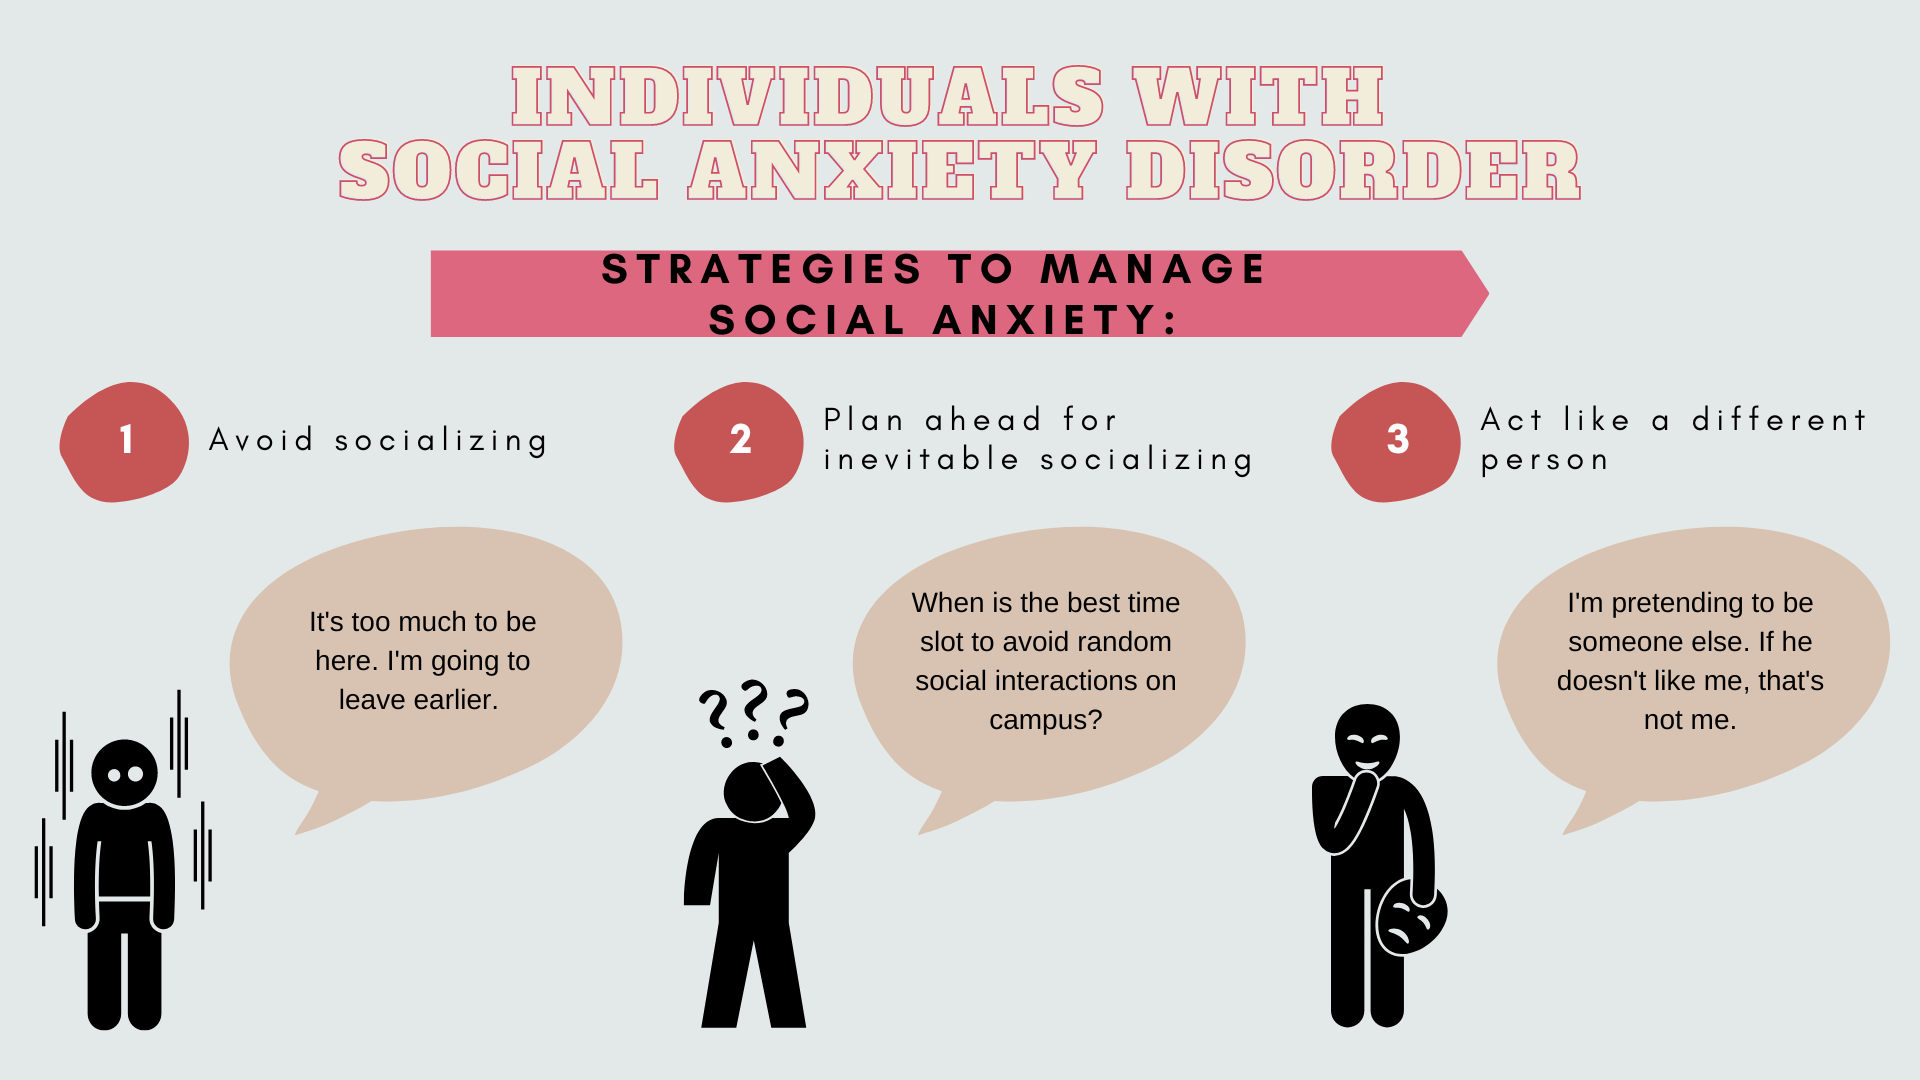 INDIVIDUALS WITH
SOCIAL ANXIETY DISORDER
STRATEGIES TO MANAGE
SOCIAL ANXIETY:
1
Avoid socializing
2
Plan ahead for
inevitable socializing
3
Act like a different
person
It's too much to be
here. I'm going to
leave earlier.
When is the best time
slot to avoid random
social interactions on
campus?
I'm pretending to be
someone else. If he
doesn't like me, that's
not me.
???